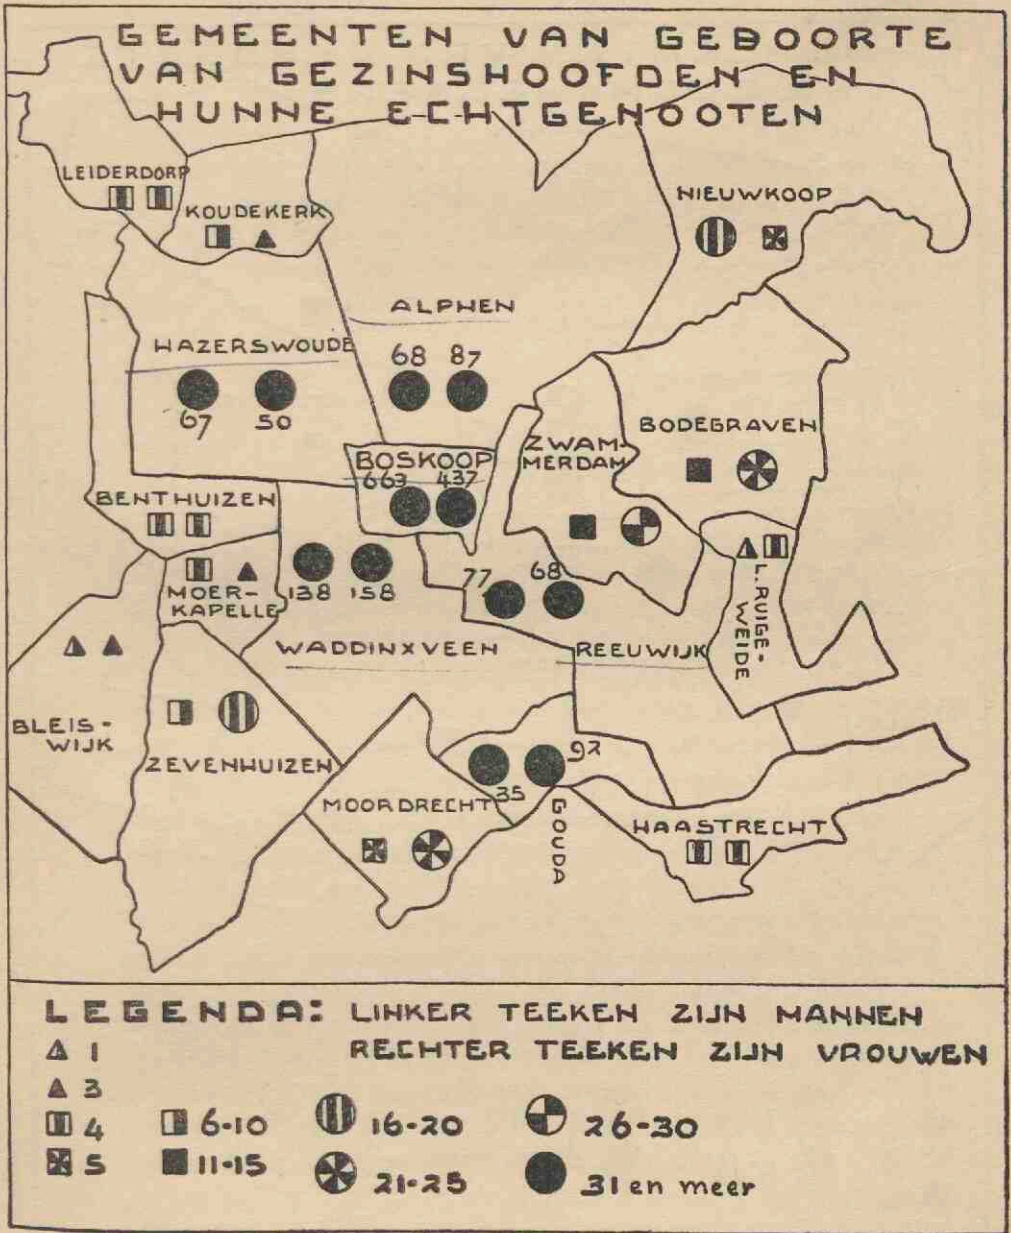 GEMEENTEN VAN GEBOORTE
VAN GEZINSHOOFDEN EN
HUNNE ECHTGENOOTEN
LEIDERDORP
KOUDEKERK
NIEUWKOOP
ALPHEN
68 87
HAZERSWOUDE
67 50
BODEGRAVEN
ZWAM-
MERDAM
BOSKOOP
663 437
BENTHUIZEN
MOER-
KAPELLE
138 158
77 68
L. RUIGE-
WEIDE
WADDINXVEEN
REEUWIJK
BLEIS-
WIJK
ZEVENHUIZEN
MOORDRECHT
35 92
GOUDA
HAASTRECHT
LEGENDA: LINKER TEEKEN ZIJN MANNEN
RECHTER TEEKEN ZIJN VROUWEN
1
3
4 6-10 16-20 26-30
5 11-15 21-25 31 en meer